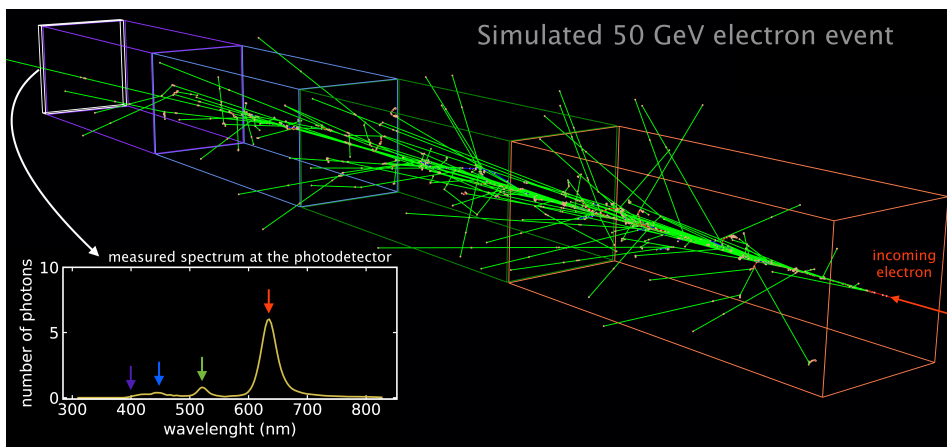 Simulated 50 GeV electron event
incoming
electron
measured spectrum at the photodetector
number of photons
10
5
0
300 400 500 600 700 800
wavelenght (nm)